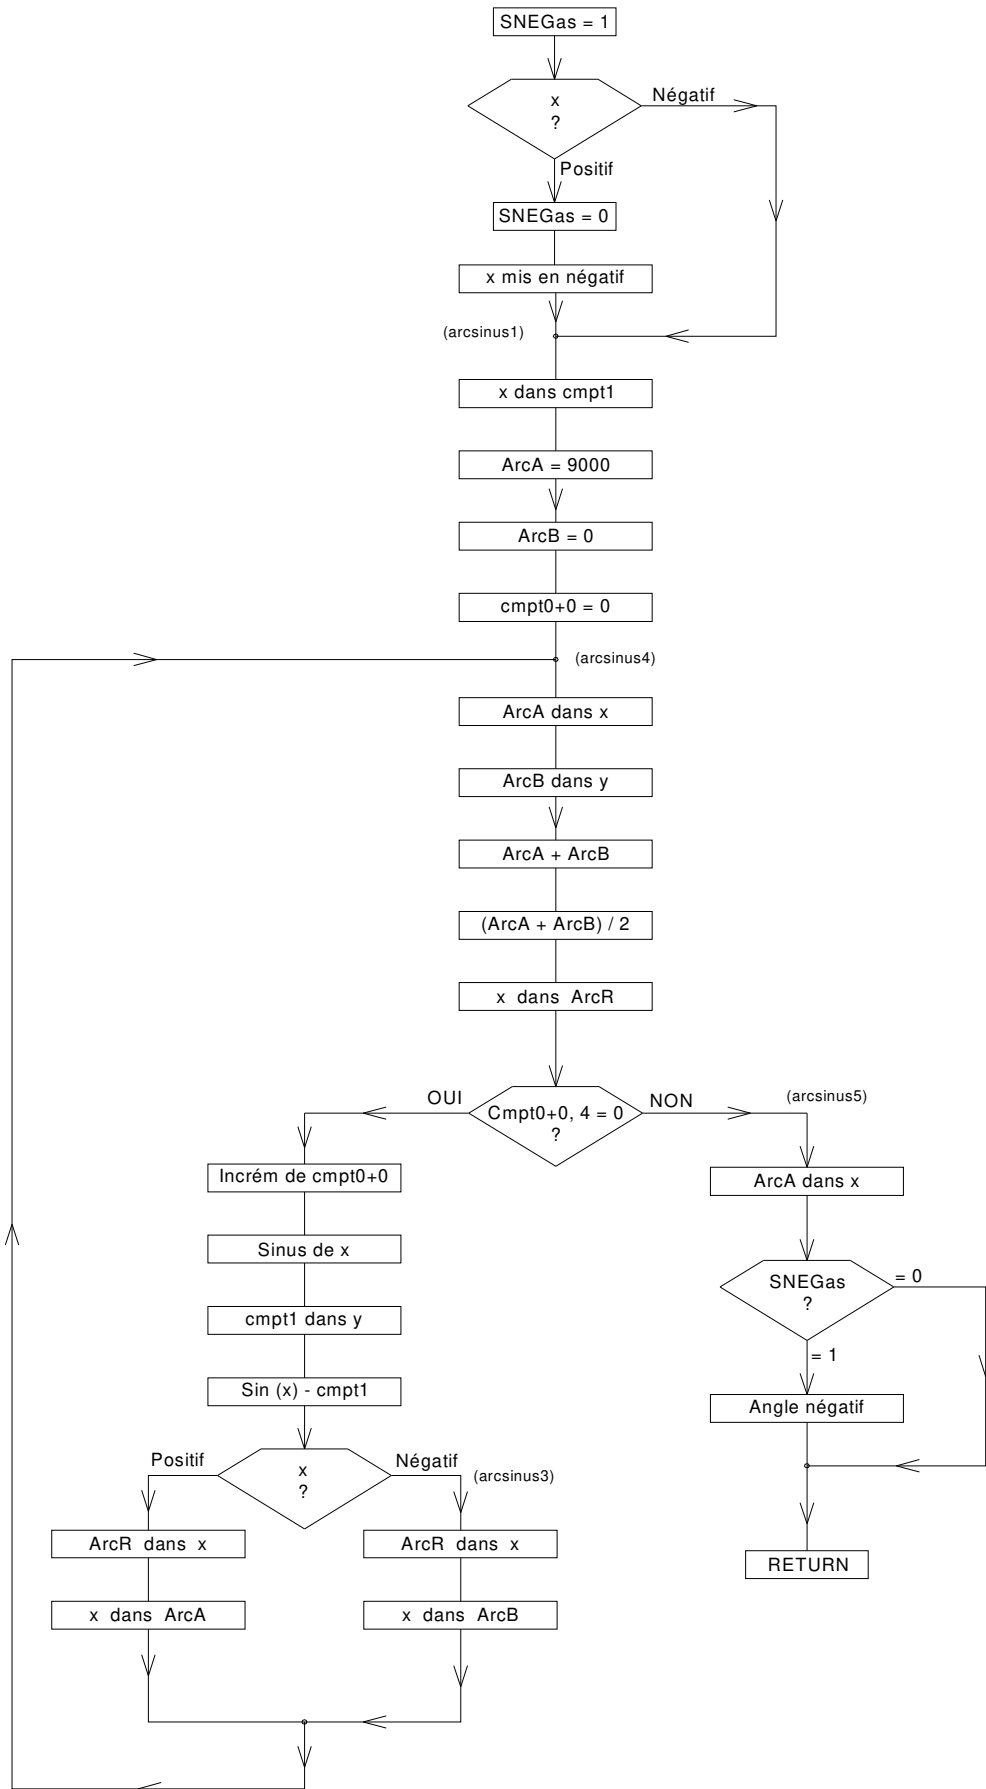 SNEGas = 1
x
?
Négatif
Positif
SNEGas = 0
x mis en négatif
(arcsinus1)
x dans cmpt1
ArcA = 9000
ArcB = 0
cmpt0+0 = 0
(arcsinus4)
ArcA dans x
ArcB dans y
ArcA + ArcB
(ArcA + ArcB) / 2
x dans ArcR
OUI
Cmpt0+0, 4 = 0
?
NON
(arcsinus5)
Incrém de cmpt0+0
Sinus de x
cmpt1 dans y
Sin (x) - cmpt1
Positif
x
?
Négatif
(arcsinus3)
ArcR dans x
x dans ArcA
ArcR dans x
x dans ArcB
ArcA dans x
SNEGas
?
= 0
= 1
Angle négatif
RETURN